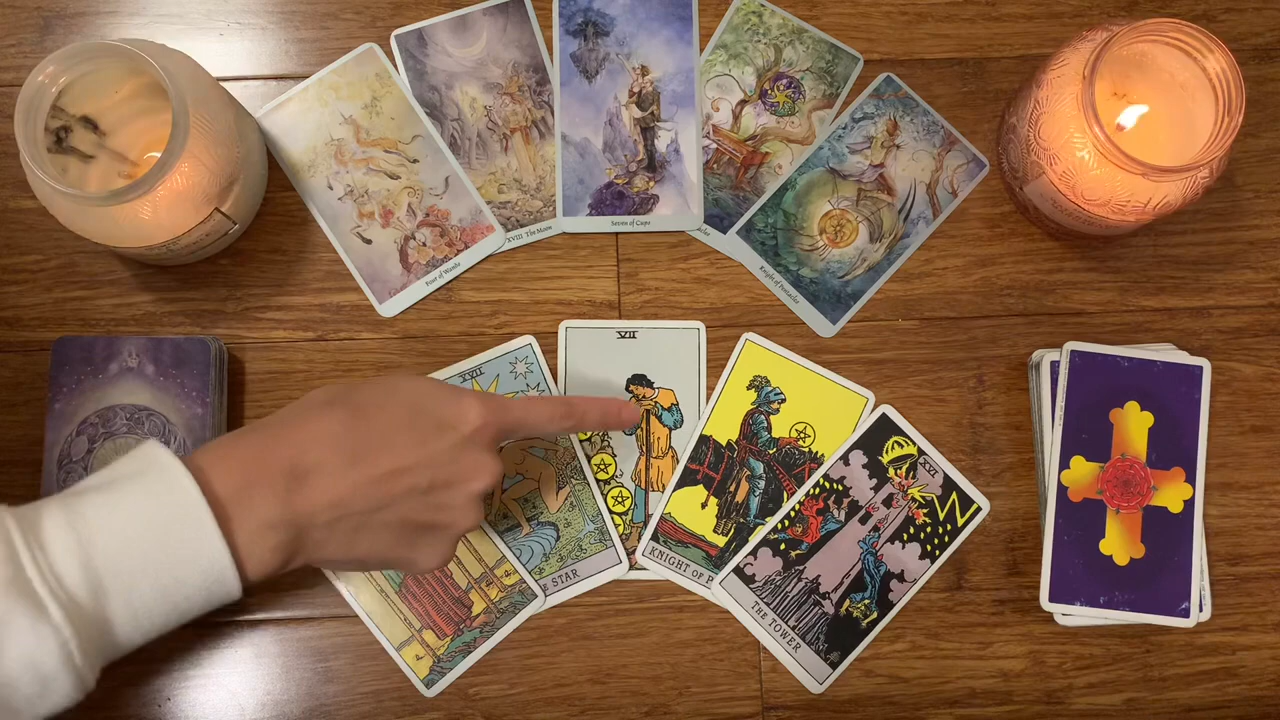 Four of Wands
XVIII The Moon
Seven of Cups
Knight of Pentacles
XVII
VII
XVI
E STAR
KNIGHT OF P
THE TOWER